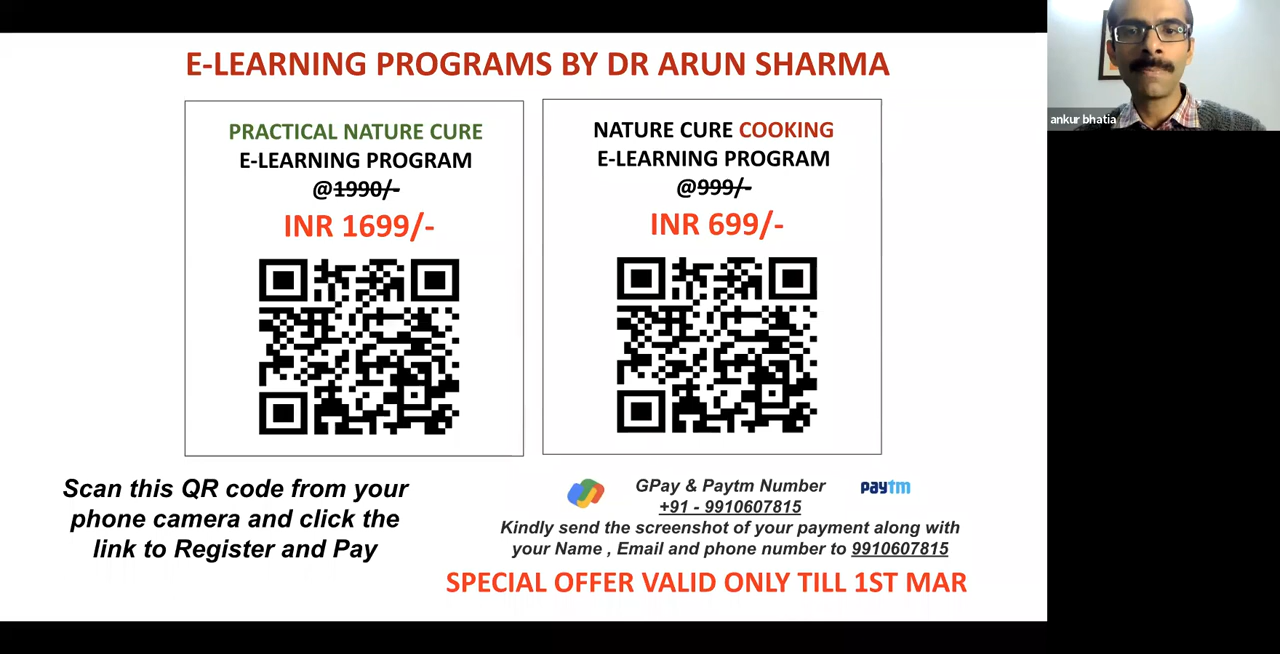 E-LEARNING PROGRAMS BY DR ARUN SHARMA
PRACTICAL NATURE CURE
E-LEARNING PROGRAM
@1990/-
INR 1699/-
NATURE CURE COOKING
E-LEARNING PROGRAM
@999/-
INR 699/-
Scan this QR code from your
phone camera and click the
link to Register and Pay
GPay & Paytm Number
paytm
+91 - 9910607815
Kindly send the screenshot of your payment along with
your Name , Email and phone number to 9910607815
SPECIAL OFFER VALID ONLY TILL 1ST MAR
ankur bhatia